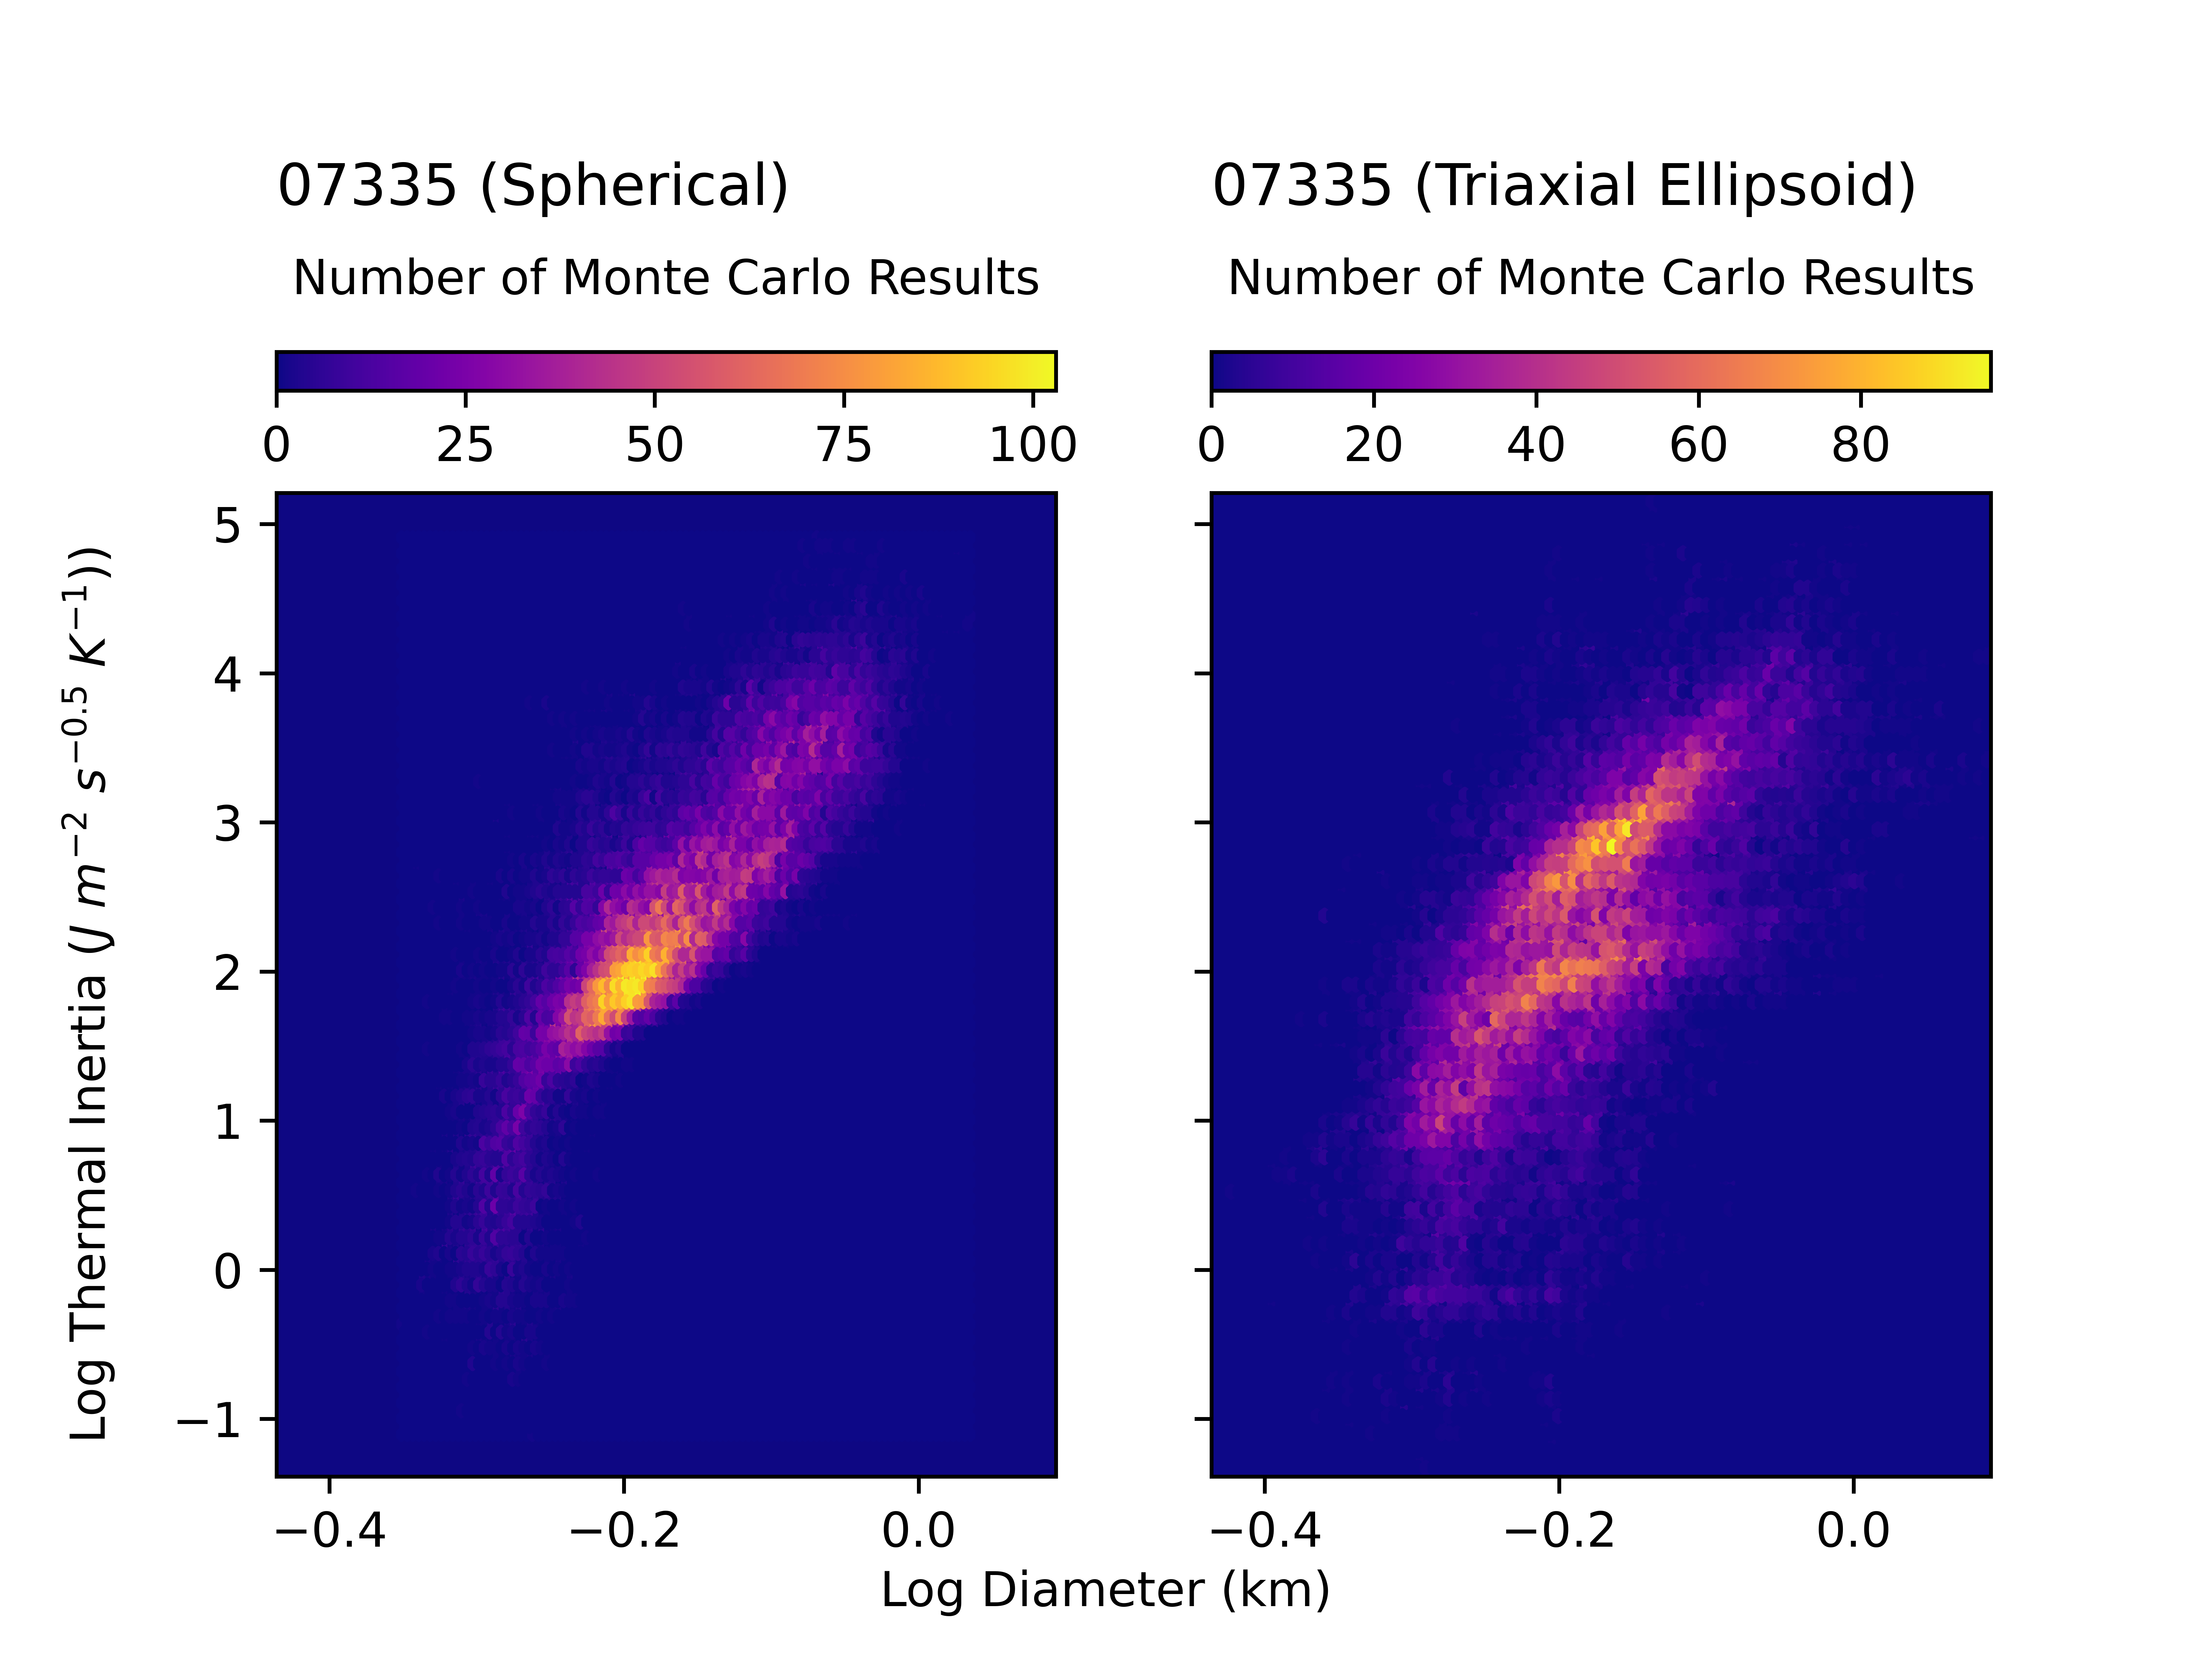 07335 (Spherical)
Number of Monte Carlo Results
0 25 50 75 100
07335 (Triaxial Ellipsoid)
Number of Monte Carlo Results
0 20 40 60 80
Log Thermal Inertia (J m⁻² s⁻⁰·⁵ K⁻¹))
5
4
3
2
1
0
−1
−0.4 −0.2 0.0
−0.4 −0.2 0.0
Log Diameter (km)